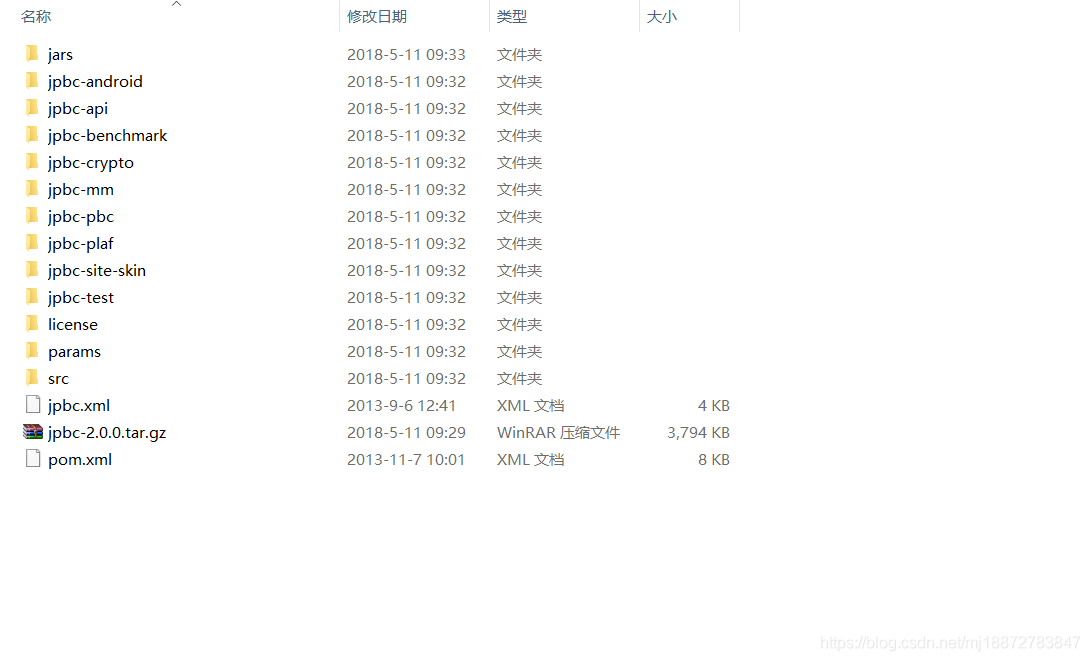 名称 修改日期 类型 大小
jars 2018-5-11 09:33 文件夹
jpbc-android 2018-5-11 09:32 文件夹
jpbc-api 2018-5-11 09:32 文件夹
jpbc-benchmark 2018-5-11 09:32 文件夹
jpbc-crypto 2018-5-11 09:32 文件夹
jpbc-mm 2018-5-11 09:32 文件夹
jpbc-pbc 2018-5-11 09:32 文件夹
jpbc-plaf 2018-5-11 09:32 文件夹
jpbc-site-skin 2018-5-11 09:32 文件夹
jpbc-test 2018-5-11 09:32 文件夹
license 2018-5-11 09:32 文件夹
params 2018-5-11 09:32 文件夹
src 2018-5-11 09:32 文件夹
jpbc.xml 2013-9-6 12:41 XML 文档 4 KB
jpbc-2.0.0.tar.gz 2018-5-11 09:29 WinRAR 压缩文件 3,794 KB
pom.xml 2013-11-7 10:01 XML 文档 8 KB
https://blog.csdn.net/mj18872783847